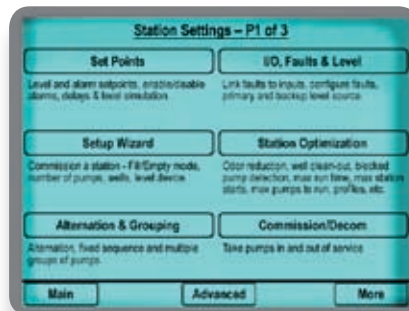 Station Settings – P1 of 3
Set Points
I/O, Faults & Level
Level and alarm setpoints, enable/disable
alarms, delays & level simulation
Link faults to inputs, configure faults,
primary and backup level source
Setup Wizard
Station Optimization
Commission a station - Fill/Empty mode,
number of pumps, wells, level device
Odor reduction, well clean-out, blocked
pump detection, max run time, max station
starts, max pumps to run, profiles, etc.
Alternation & Grouping
Commission/Decom
Alternation, fixed sequence and multiple
groups of pumps
Take pumps in and out of service
Main
Advanced
More